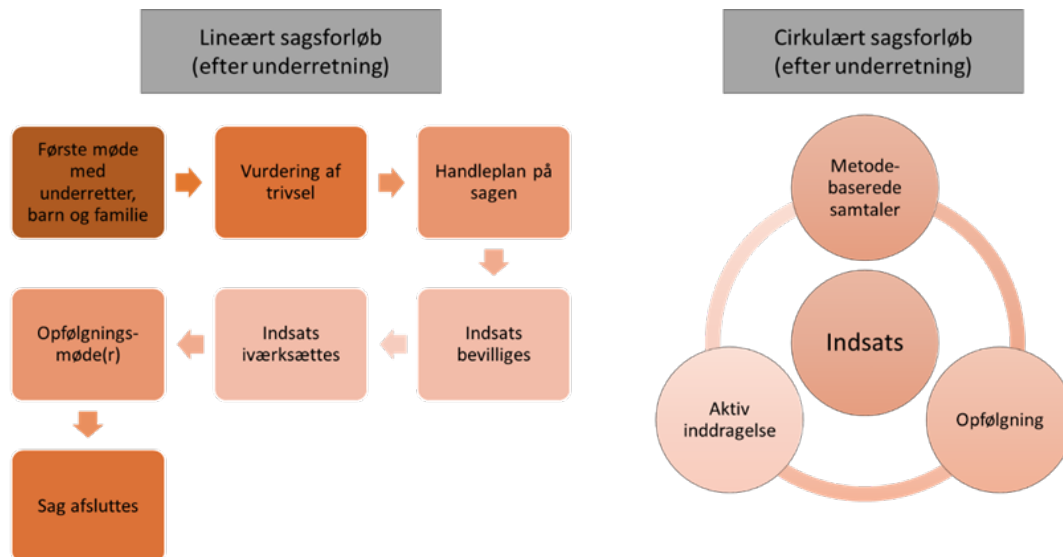 Lineært sagsforløb
(efter underretning)
Cirkulært sagsforløb
(efter underretning)
Første møde
med
underretter,
barn og familie
Vurdering af
trivsel
Handleplan på
sagen
Indsats
bevilliges
Indsats
iværksættes
Opfølgnings-
møde(r)
Sag afsluttes
Metode-
baserede
samtaler
Indsats
Aktiv
inddragelse
Opfølgning